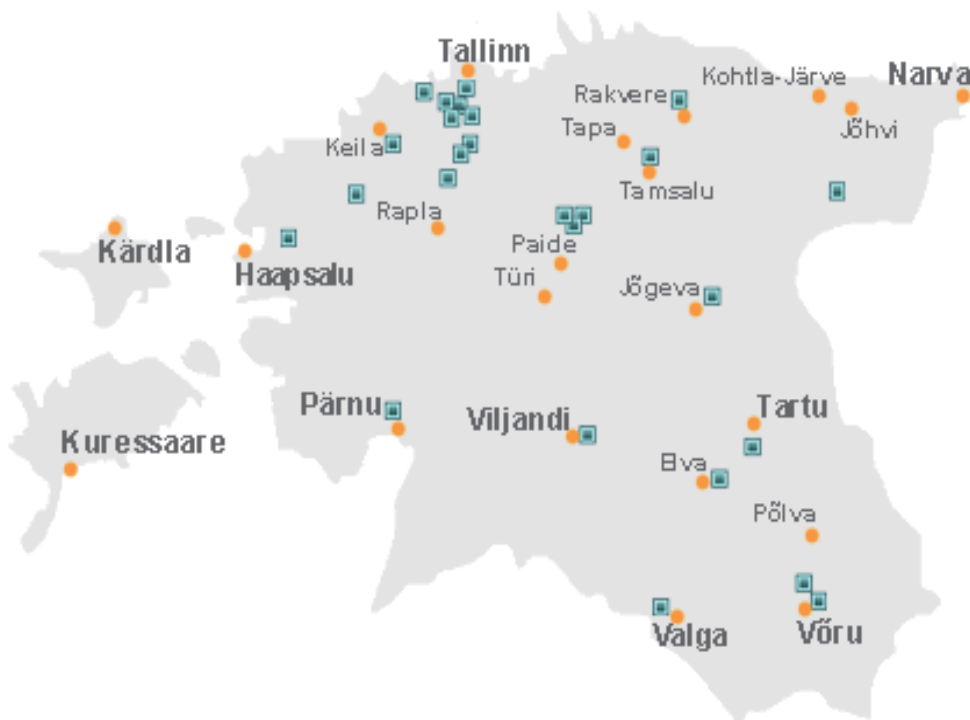 Tallinn
Kohtla-Järve
Narva
Rakvere
Jõhvi
Tapa
Keila
Tamsalu
Rapla
Paide
Kärdla
Haapsalu
Türi
Jõgeva
Pärnu
Viljandi
Tartu
Kuressaare
Elva
Põlva
Valga
Võru